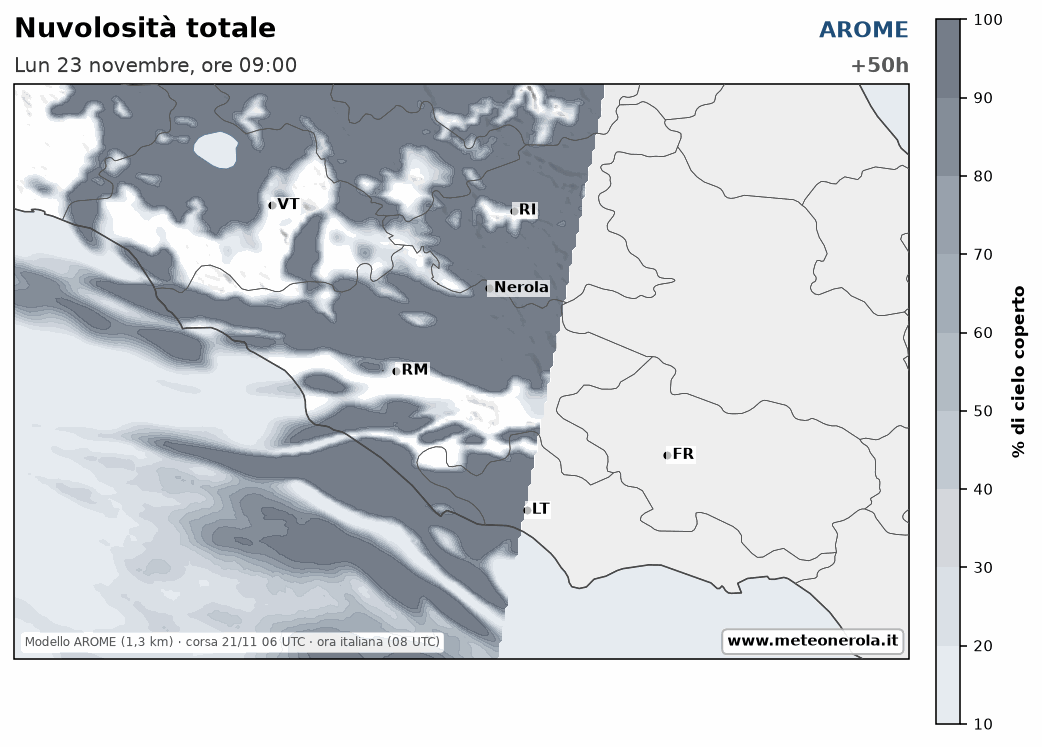 Nuvolosità totale
AROME
Lun 23 novembre, ore 09:00
+50h
100
90
80
70
60
50
40
30
20
10
% di cielo coperto
VT
RI
Nerola
RM
FR
LT
Modello AROME (1,3 km) · corsa 21/11 06 UTC · ora italiana (08 UTC)
www.meteonerola.it